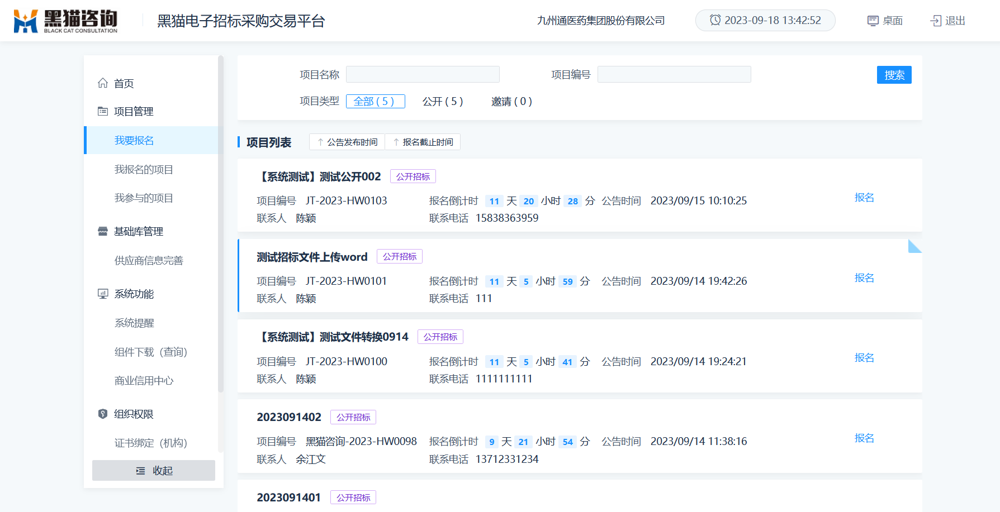 黑猫咨询
BLACK CAT CONSULTATION
黑猫电子招标采购交易平台
九州通医药集团股份有限公司
2023-09-18 13:42:52
桌面
退出
首页
项目管理
我要报名
我报名的项目
我参与的项目
基础库管理
供应商信息完善
系统功能
系统提醒
组件下载（查询）
商业信用中心
组织权限
证书绑定（机构）
收起
项目名称
项目编号
搜索
项目类型 全部 ( 5 ) 公开 ( 5 ) 邀请 ( 0 )
项目列表 ↑ 公告发布时间 ↑ 报名截止时间
【系统测试】测试公开002 公开招标
项目编号 JT-2023-HW0103 报名倒计时 11 天 20 小时 28 分 公告时间 2023/09/15 10:10:25
联系人 陈颖 联系电话 15838363959
报名
测试招标文件上传word 公开招标
项目编号 JT-2023-HW0101 报名倒计时 11 天 5 小时 59 分 公告时间 2023/09/14 19:42:26
联系人 陈颖 联系电话 111
报名
【系统测试】测试文件转换0914 公开招标
项目编号 JT-2023-HW0100 报名倒计时 11 天 5 小时 41 分 公告时间 2023/09/14 19:24:21
联系人 陈颖 联系电话 1111111111
报名
2023091402 公开招标
项目编号 黑猫咨询-2023-HW0098 报名倒计时 9 天 21 小时 54 分 公告时间 2023/09/14 11:38:16
联系人 余江文 联系电话 13712331234
报名
2023091401 公开招标